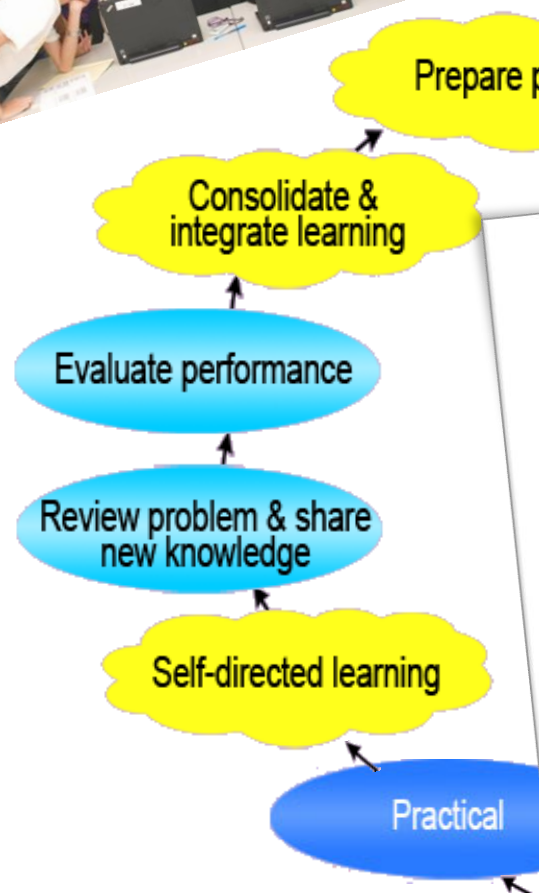 Prepare
Consolidate &
integrate learning
Evaluate performance
Review problem & share
new knowledge
Self-directed learning
Practical